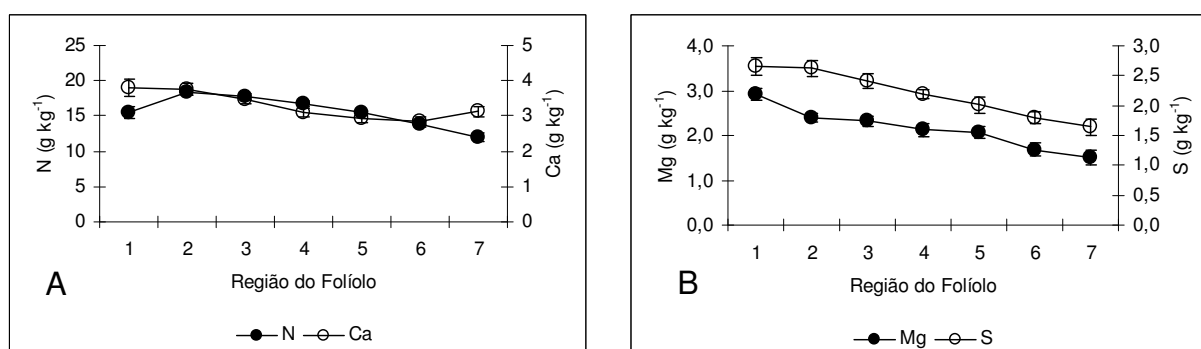 25
20
15
10
5
0
N (g kg-1)
5
4
3
2
1
0
Ca (g kg-1)
1 2 3 4 5 6 7
Região do Folíolo
A
N Ca
4,0
3,0
2,0
1,0
0,0
Mg (g kg-1)
3,0
2,5
2,0
1,5
1,0
0,5
0,0
S (g kg-1)
1 2 3 4 5 6 7
Região do Folíolo
B
Mg S